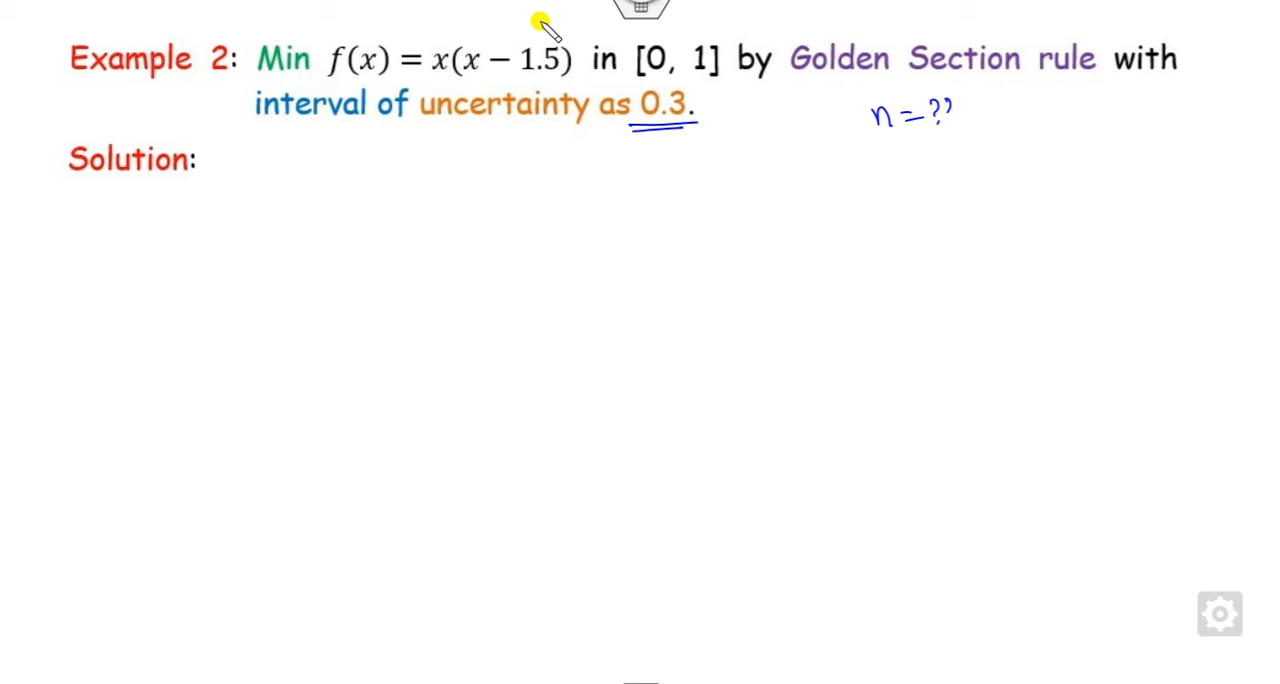 Example 2: Min f(x) = x(x − 1.5) in [0, 1] by Golden Section rule with
interval of uncertainty as 0.3.
n = ??
Solution: